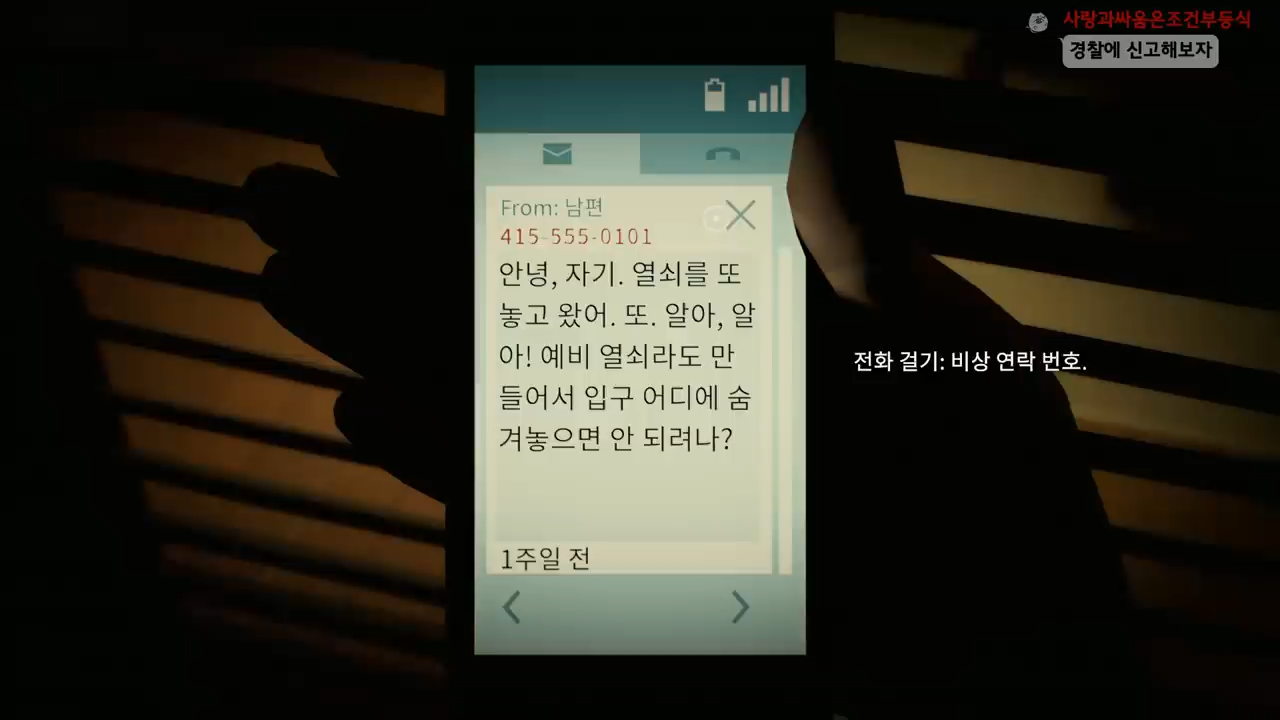 사랑과싸움은조건부등식
경찰에 신고해보자
From: 남편
415-555-0101
안녕, 자기. 열쇠를 또
놓고 왔어. 또. 알아, 알
아! 예비 열쇠라도 만
들어서 입구 어디에 숨
겨놓으면 안 되려나?
1주일 전
전화 걸기: 비상 연락 번호.